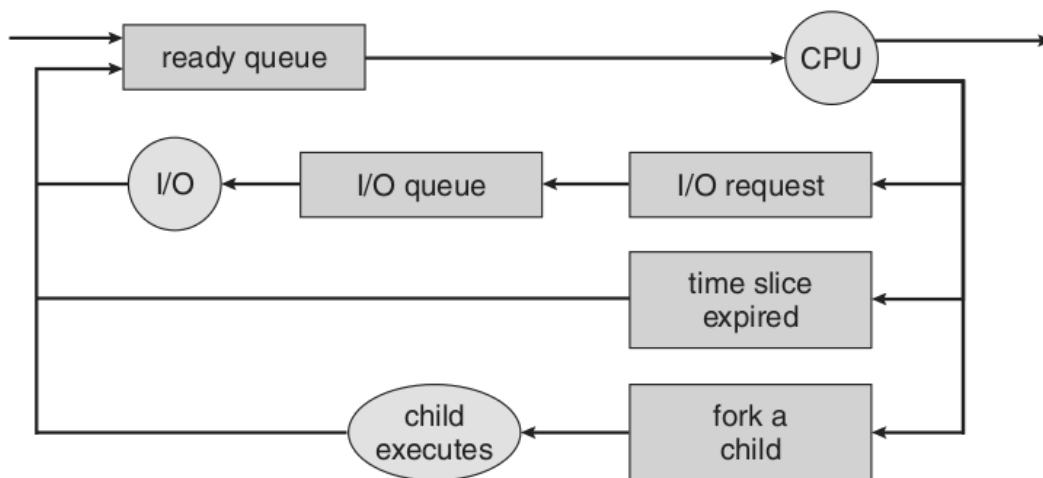 ready queue
CPU
I/O
I/O queue
I/O request
time slice
expired
child
executes
fork a
child